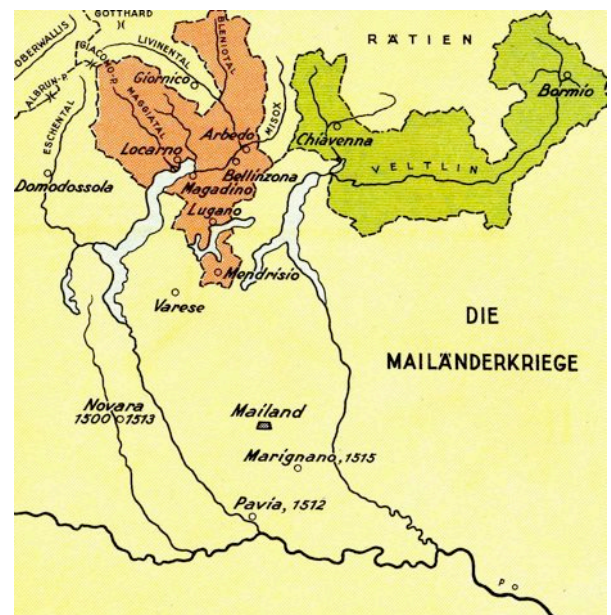 GOTTHARD
OBERWALLIS
GIACOMO-P.
LIVINENTAL
BLENIOTAL
RÄTIEN
ALBRUN-P.
Giornico
MAGGIATAL
MISOX
Bormio
ESCHENTAL
Arbedo
Chiavenna
Locarno
Bellinzona
VELTLIN
Domodossola
Magadino
Lugano
Mendrisio
Varese
DIE
MAILÄNDERKRIEGE
Novara
1500 1513
Mailand
Marignano, 1515
Pavia, 1512
P